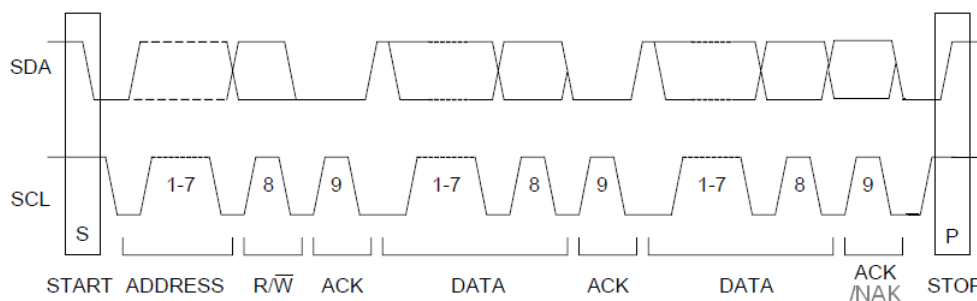 SDA
SCL
1-7 8 9 1-7 8 9 1-7 8 9
S P
START ADDRESS R/W̅ ACK DATA ACK DATA ACK
/NAK STOP